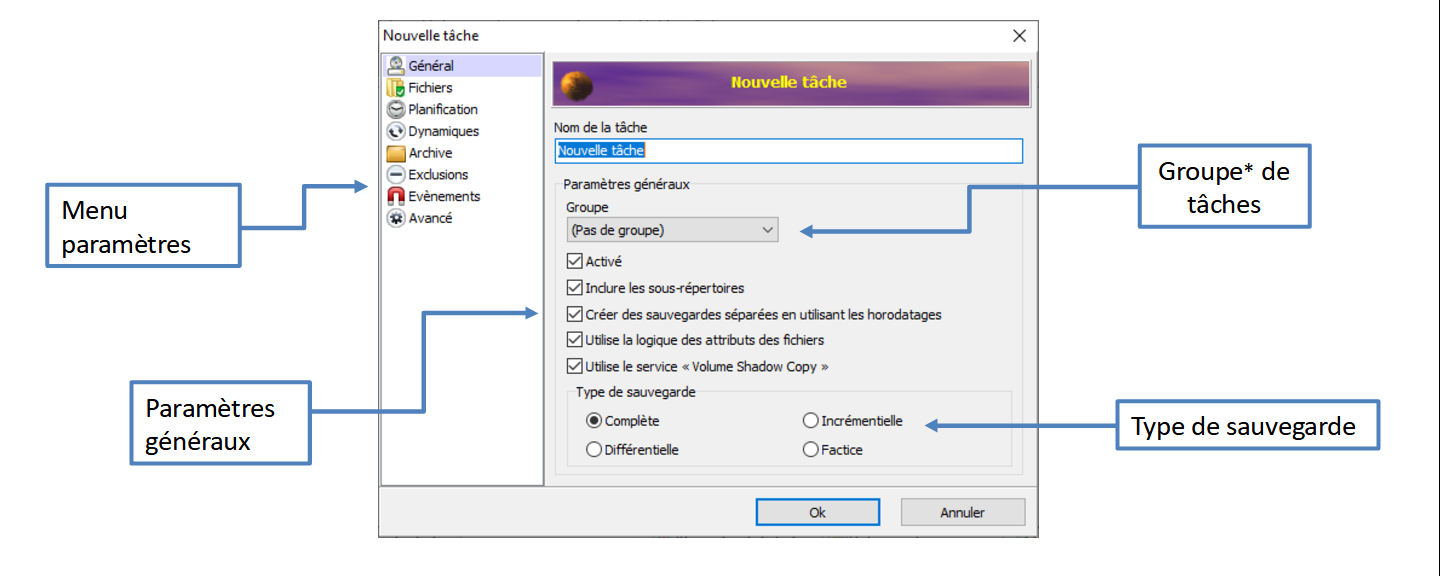 Nouvelle tâche
Général
Fichiers
Planification
Dynamiques
Archive
Exclusions
Evènements
Avancé
Nouvelle tâche
Nom de la tâche
Nouvelle tâche
Paramètres généraux
Groupe
(Pas de groupe)
Activé
Inclure les sous-répertoires
Créer des sauvegardes séparées en utilisant les horodatages
Utilise la logique des attributs des fichiers
Utilise le service « Volume Shadow Copy »
Type de sauvegarde
Complète
Incrémentielle
Différentielle
Factice
Ok
Annuler
Menu
paramètres
Paramètres
généraux
Groupe* de
tâches
Type de sauvegarde